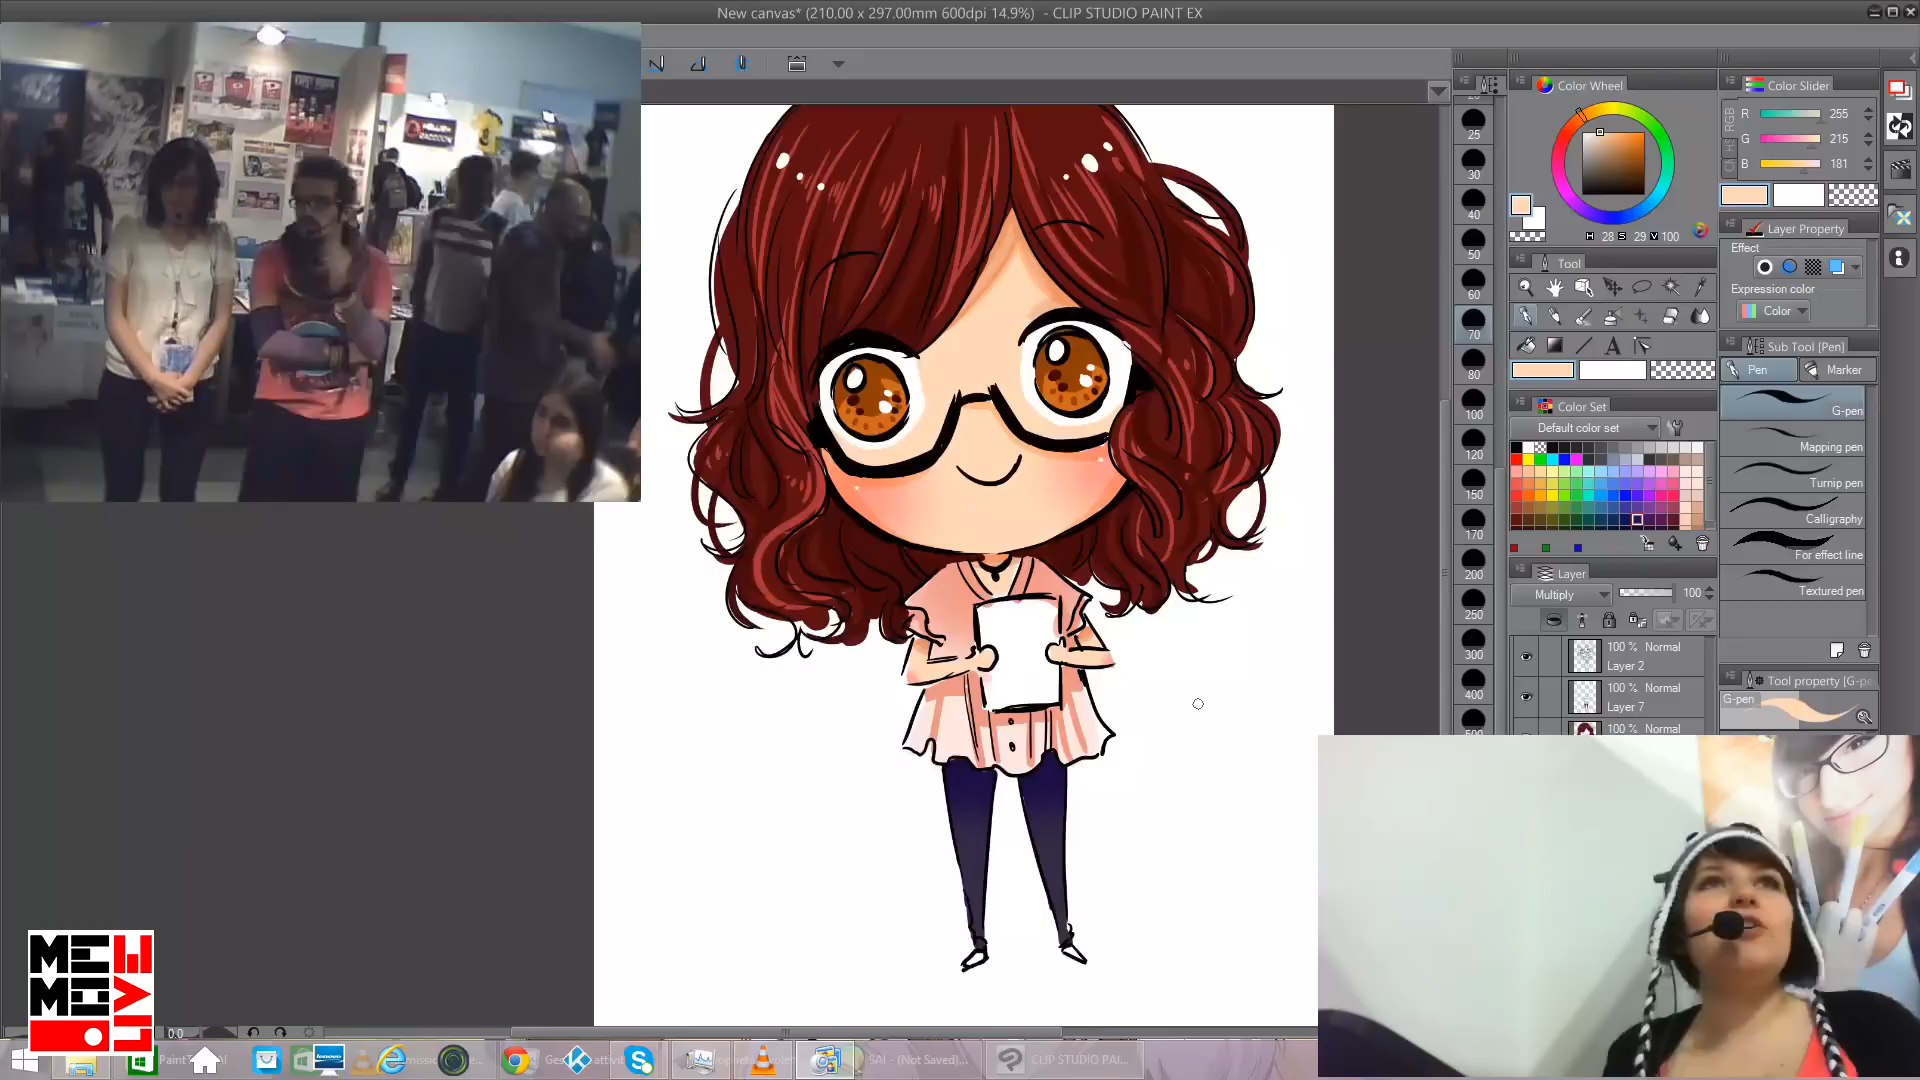 New canvas* (210.00 x 297.00mm 600dpi 14.9%) - CLIP STUDIO PAINT EX
Color Wheel
Color Slider
R 255
G 215
B 181
H 28 S 29 V 100
Layer Property
Effect
Expression color
Color
Tool
Sub Tool [Pen]
Pen
Marker
G-pen
Mapping pen
Turnip pen
Calligraphy
For effect line
Textured pen
Color Set
Default color set
Layer
Multiply
100
100 % Normal
Layer 2
100 % Normal
Layer 7
100 % Normal
Tool property [G-pe
G-pen
25
30
40
50
60
70
80
100
120
150
170
200
250
300
400
0.0
MEMO!
LIVE
SAI - (Not Saved)...
CLIP STUDIO PAI...